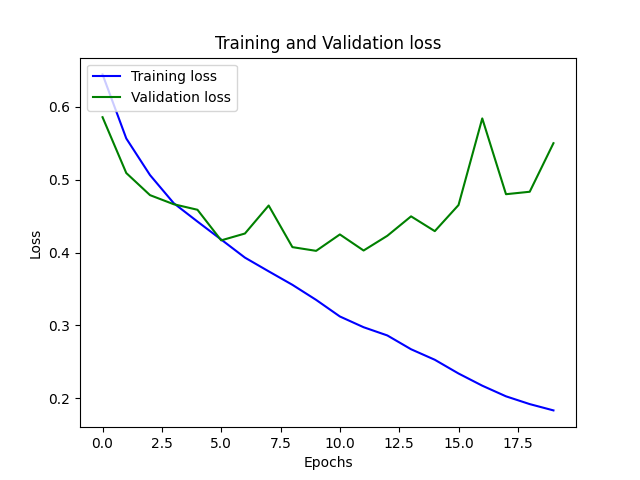 Training and Validation loss
Training loss
Validation loss
0.6
0.5
0.4
0.3
0.2
Loss
0.0 2.5 5.0 7.5 10.0 12.5 15.0 17.5
Epochs